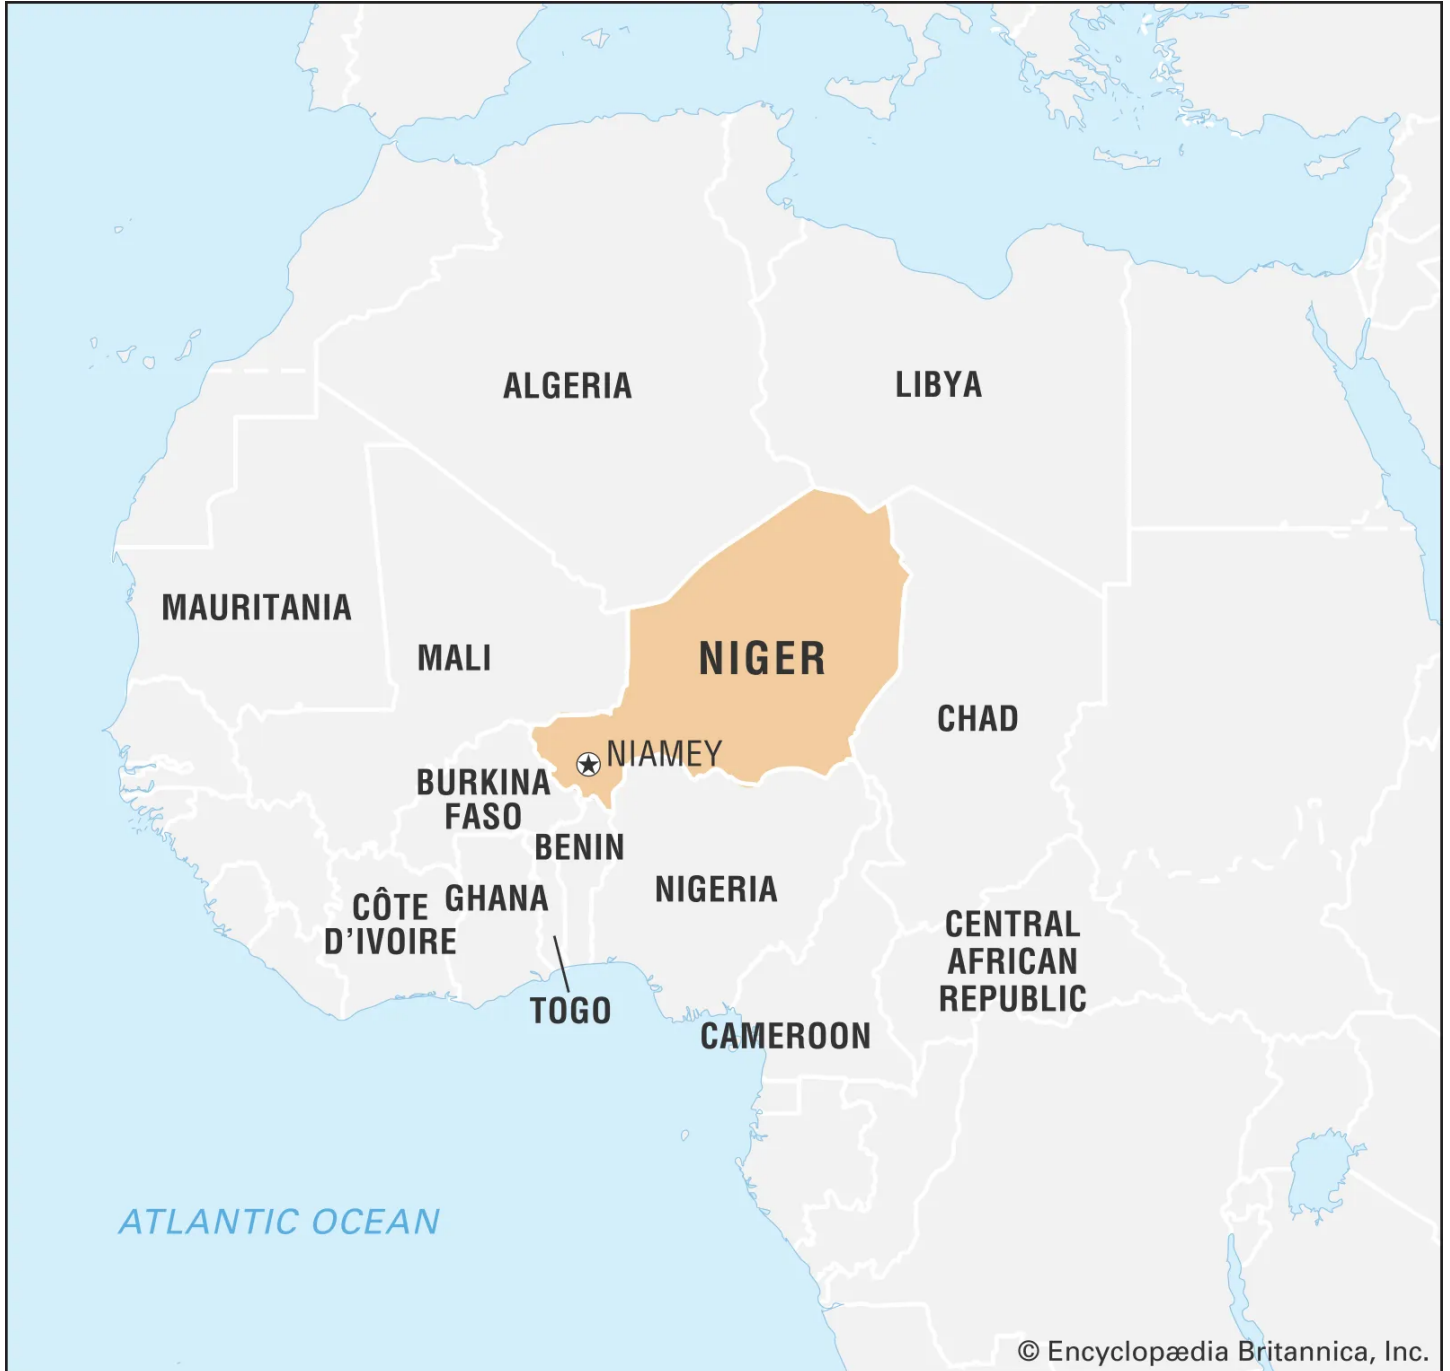 ALGERIA
LIBYA
MAURITANIA
MALI
NIGER
CHAD
NIAMEY
BURKINA
FASO
BENIN
NIGERIA
CÔTE
D'IVOIRE
GHANA
CENTRAL
AFRICAN
REPUBLIC
TOGO
CAMEROON
ATLANTIC OCEAN
© Encyclopædia Britannica, Inc.